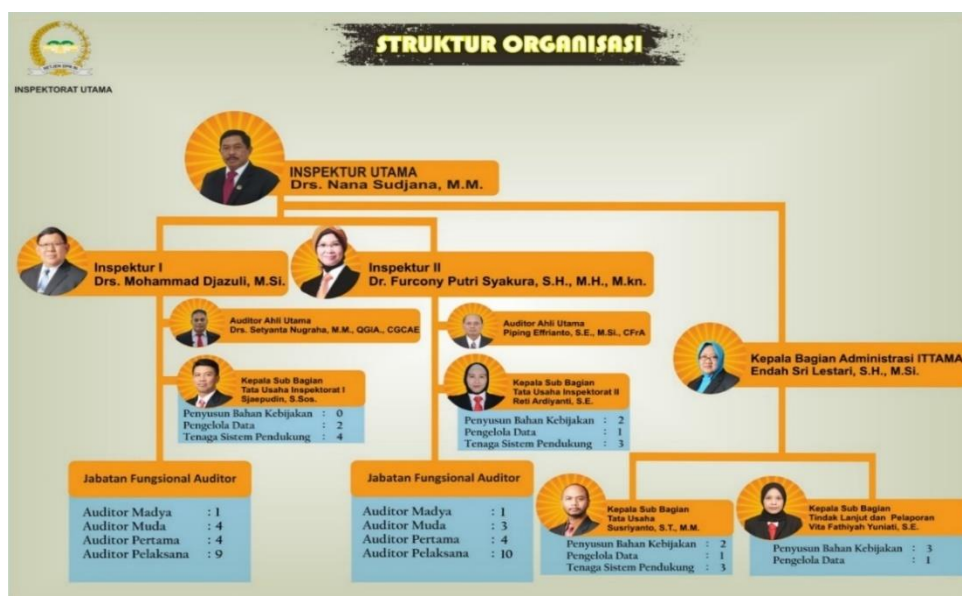 STRUKTUR ORGANISASI
SETJEN DPR RI
INSPEKTORAT UTAMA
INSPEKTUR UTAMA
Drs. Nana Sudjana, M.M.
Inspektur I
Drs. Mohammad Djazuli, M.Si.
Inspektur II
Dr. Furcony Putri Syakura, S.H., M.H., M.kn.
Auditor Ahli Utama
Drs. Setyanta Nugraha, M.M., QGIA., CGCAE
Auditor Ahli Utama
Piping Effrianto, S.E., M.Si., CFrA
Kepala Bagian Administrasi ITTAMA
Endah Sri Lestari, S.H., M.Si.
Kepala Sub Bagian
Tata Usaha Inspektorat I
Sjaepudin, S.Sos.
Penyusun Bahan Kebijakan : 0
Pengelola Data : 2
Tenaga Sistem Pendukung : 4
Kepala Sub Bagian
Tata Usaha Inspektorat II
Reti Ardiyanti, S.E.
Penyusun Bahan Kebijakan : 2
Pengelola Data : 1
Tenaga Sistem Pendukung : 3
Jabatan Fungsional Auditor
Auditor Madya : 1
Auditor Muda : 4
Auditor Pertama : 4
Auditor Pelaksana : 9
Jabatan Fungsional Auditor
Auditor Madya : 1
Auditor Muda : 3
Auditor Pertama : 4
Auditor Pelaksana : 10
Kepala Sub Bagian
Tata Usaha
Susriyanto, S.T., M.M.
Penyusun Bahan Kebijakan : 2
Pengelola Data : 1
Tenaga Sistem Pendukung : 3
Kepala Sub Bagian
Tindak Lanjut dan Pelaporan
Vita Fathiyah Yuniati, S.E.
Penyusun Bahan Kebijakan : 3
Pengelola Data : 1